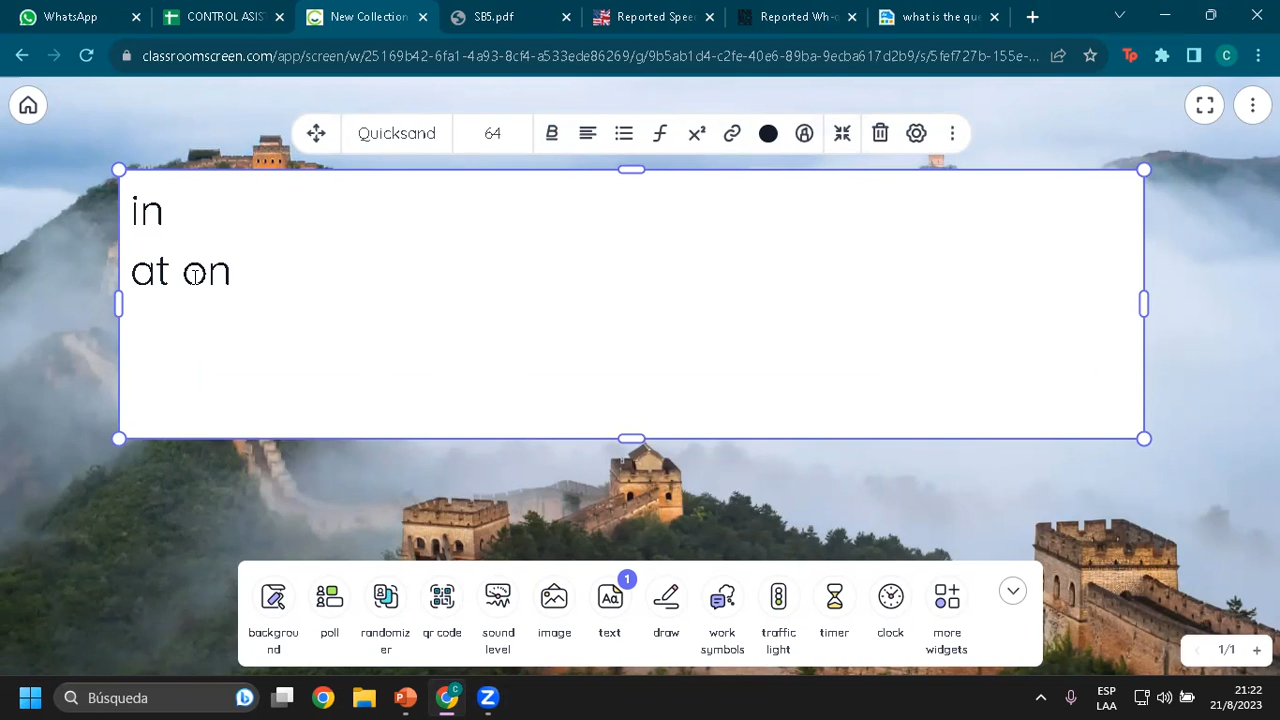 WhatsApp
"CONTROL ASIST
New Collection
SB5.pdf
Reported Spee
Reported Wh-q
what is the que
classroomscreen.com/app/screen/w/25169b42-6fa1-4a93-8cf4-a533ede86269/g/9b5ab1d4-c2fe-40e6-89ba-9ecba617d2b9/s/5fef727b-155e-...
C
Quicksand
64
in
at on
1
backgrou
nd
poll
randomiz
er
qr code
sound
level
image
text
draw
work
symbols
traffic
light
timer
clock
more
widgets
1/1
Búsqueda
ESP
LAA
21:22
21/8/2023